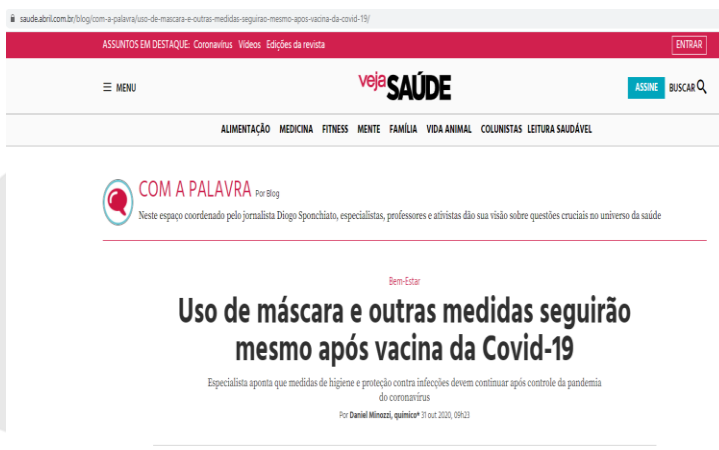 saude.abril.com.br/blog/com-a-palavra/uso-de-mascara-e-outras-medidas-seguirao-mesmo-apos-vacina-da-covid-19/
ASSUNTOS EM DESTAQUE: Coronavírus Vídeos Edições da revista ENTRAR
☰ MENU veja SAÚDE ASSINE BUSCAR
ALIMENTAÇÃO MEDICINA FITNESS MENTE FAMÍLIA VIDA ANIMAL COLUNISTAS LEITURA SAUDÁVEL
COM A PALAVRA Por Blog
Neste espaço coordenado pelo jornalista Diogo Sponchiato, especialistas, professores e ativistas dão sua visão sobre questões cruciais no universo da saúde
Bem-Estar
Uso de máscara e outras medidas seguirão
mesmo após vacina da Covid-19
Especialista aponta que medidas de higiene e proteção contra infecções devem continuar após controle da pandemia
do coronavírus
Por Daniel Minozzi, químico* 31 out 2020, 09h23